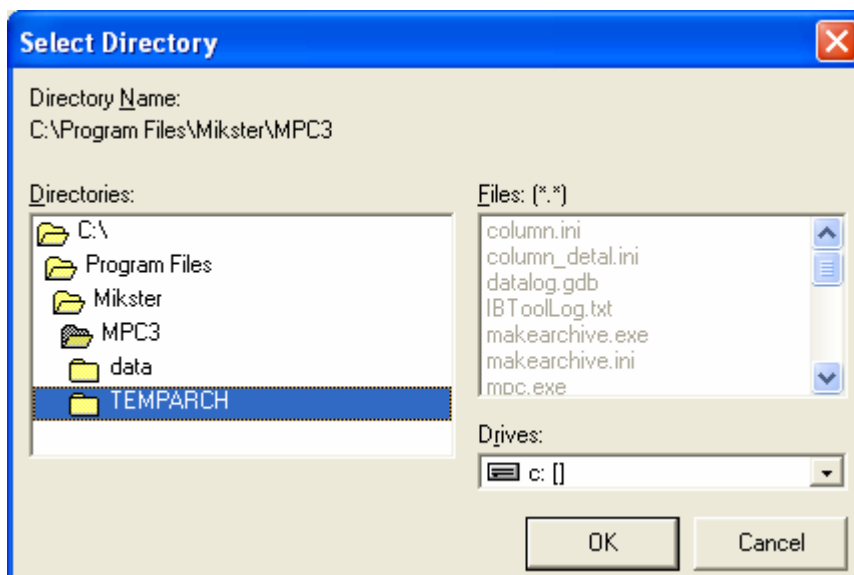 Select Directory
Directory Name:
C:\Program Files\Mikster\MPC3
Directories:
C:\
Program Files
Mikster
MPC3
data
TEMPARCH
Files: (*.*)
column.ini
column_detal.ini
datalog.gdb
IBToolLog.txt
makearchive.exe
makearchive.ini
mpc.exe
Drives:
c: []
OK
Cancel